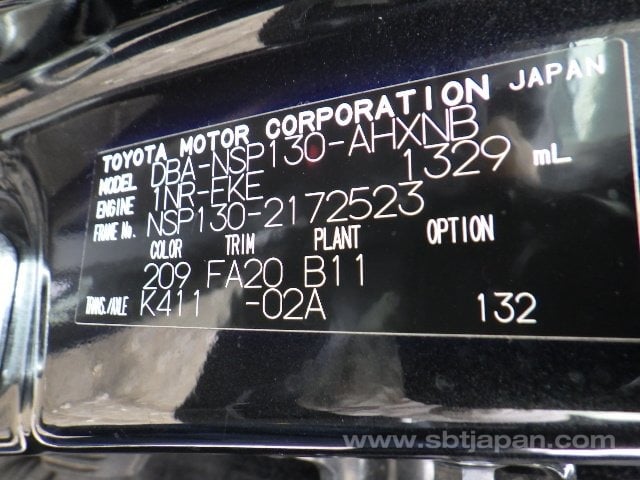 TOYOTA MOTOR CORPORATION JAPAN
MODEL DBA-NSP130-AHXNB
ENGINE 1NR-FKE 1329 mL
FRAME No. NSP130-2172523
COLOR TRIM PLANT OPTION
209 FA20 B11
TRANS./AXLE K411 -02A 132
www.sbtjapan.com